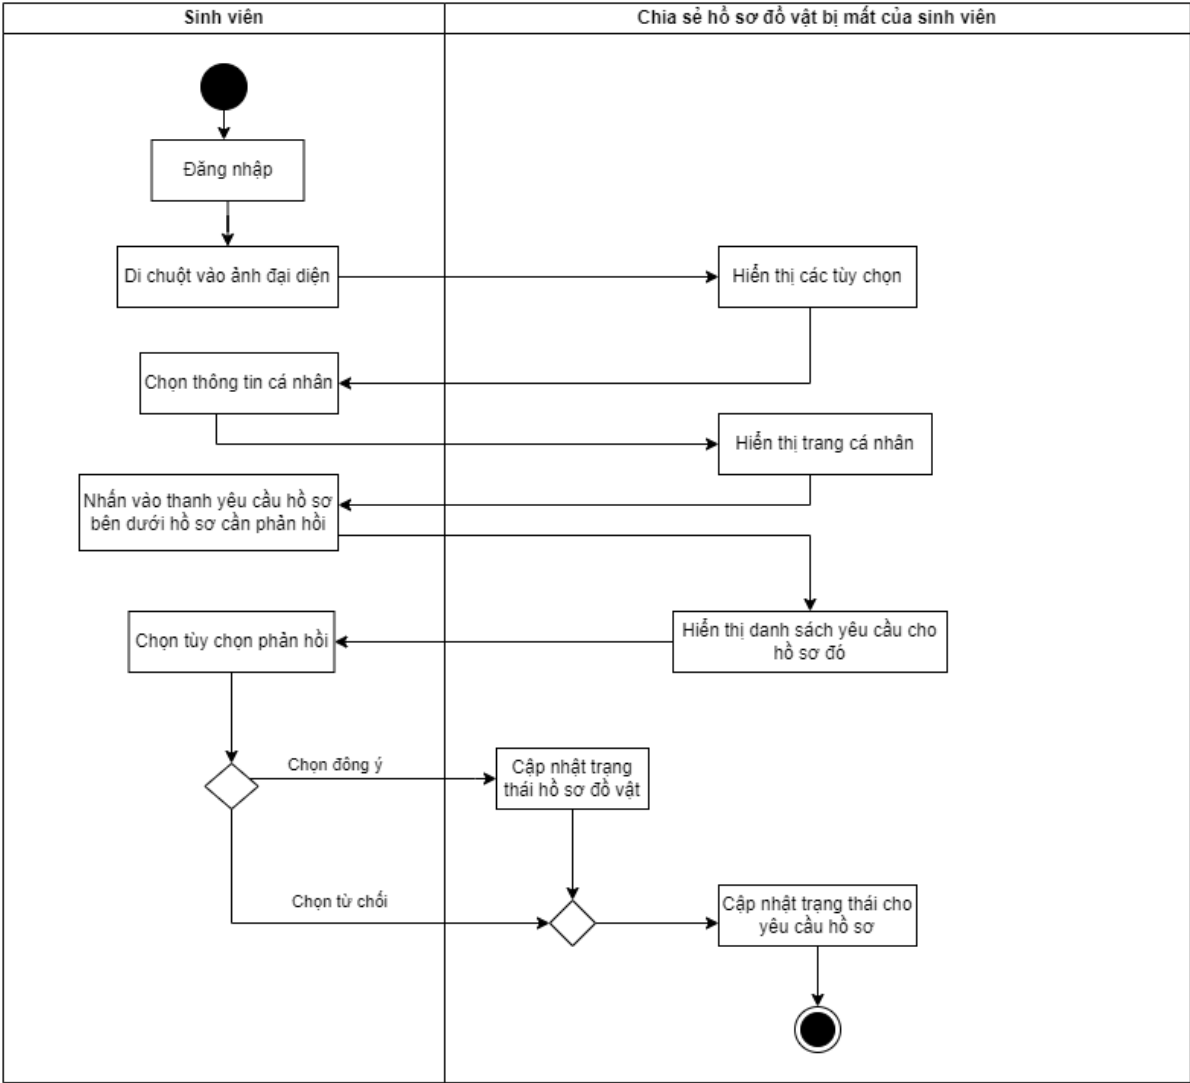 Sinh viên
Chia sẻ hồ sơ đồ vật bị mất của sinh viên
Đăng nhập
Di chuột vào ảnh đại diện
Hiển thị các tùy chọn
Chọn thông tin cá nhân
Hiển thị trang cá nhân
Nhấn vào thanh yêu cầu hồ sơ
bên dưới hồ sơ cần phản hồi
Hiển thị danh sách yêu cầu cho
hồ sơ đó
Chọn tùy chọn phản hồi
Chọn đông ý
Cập nhật trạng
thái hồ sơ đồ vật
Chọn từ chối
Cập nhật trạng thái cho
yêu cầu hồ sơ